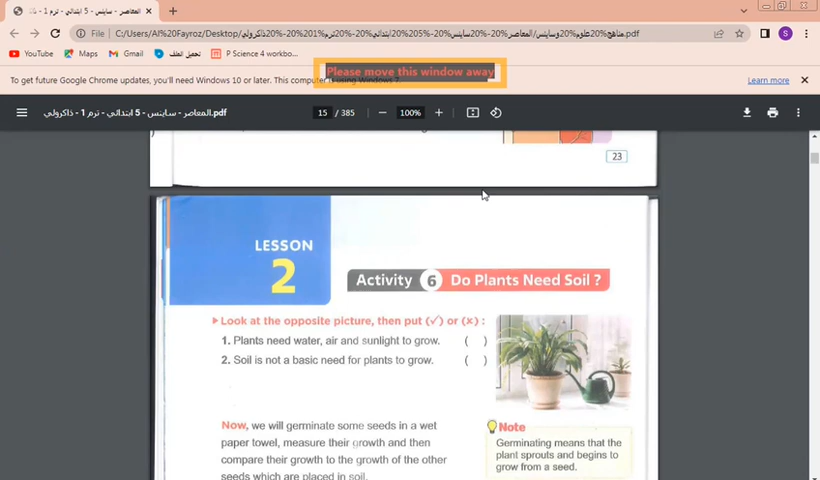 المعاصر - ساينس - 5 ابتدائي - ترم 1 - ذا
File
C:/Users/Al%20Fayroz/Desktop/مناهج%20علوم%20وساينس/المعاصر%20-%20ساينس%20-%205%20ابتدائي%20-%20ترم%201%20-%20ذاكرولي.pdf
YouTube
Maps
Gmail
تحميل الملف
P Science 4 workbo...
Please move this window away
To get future Google Chrome updates, you'll need Windows 10 or later. This computer is using Windows 7.
Learn more
المعاصر - ساينس - 5 ابتدائي - ترم 1 - ذاكرولي.pdf
15 / 385
100%
23
LESSON
2
Activity 6 Do Plants Need Soil ?
Look at the opposite picture, then put (✓) or (x) :
1. Plants need water, air and sunlight to grow. ( )
2. Soil is not a basic need for plants to grow. ( )
Now, we will germinate some seeds in a wet
paper towel, measure their growth and then
compare their growth to the growth of the other
seeds which are placed in soil.
Note
Germinating means that the
plant sprouts and begins to
grow from a seed.